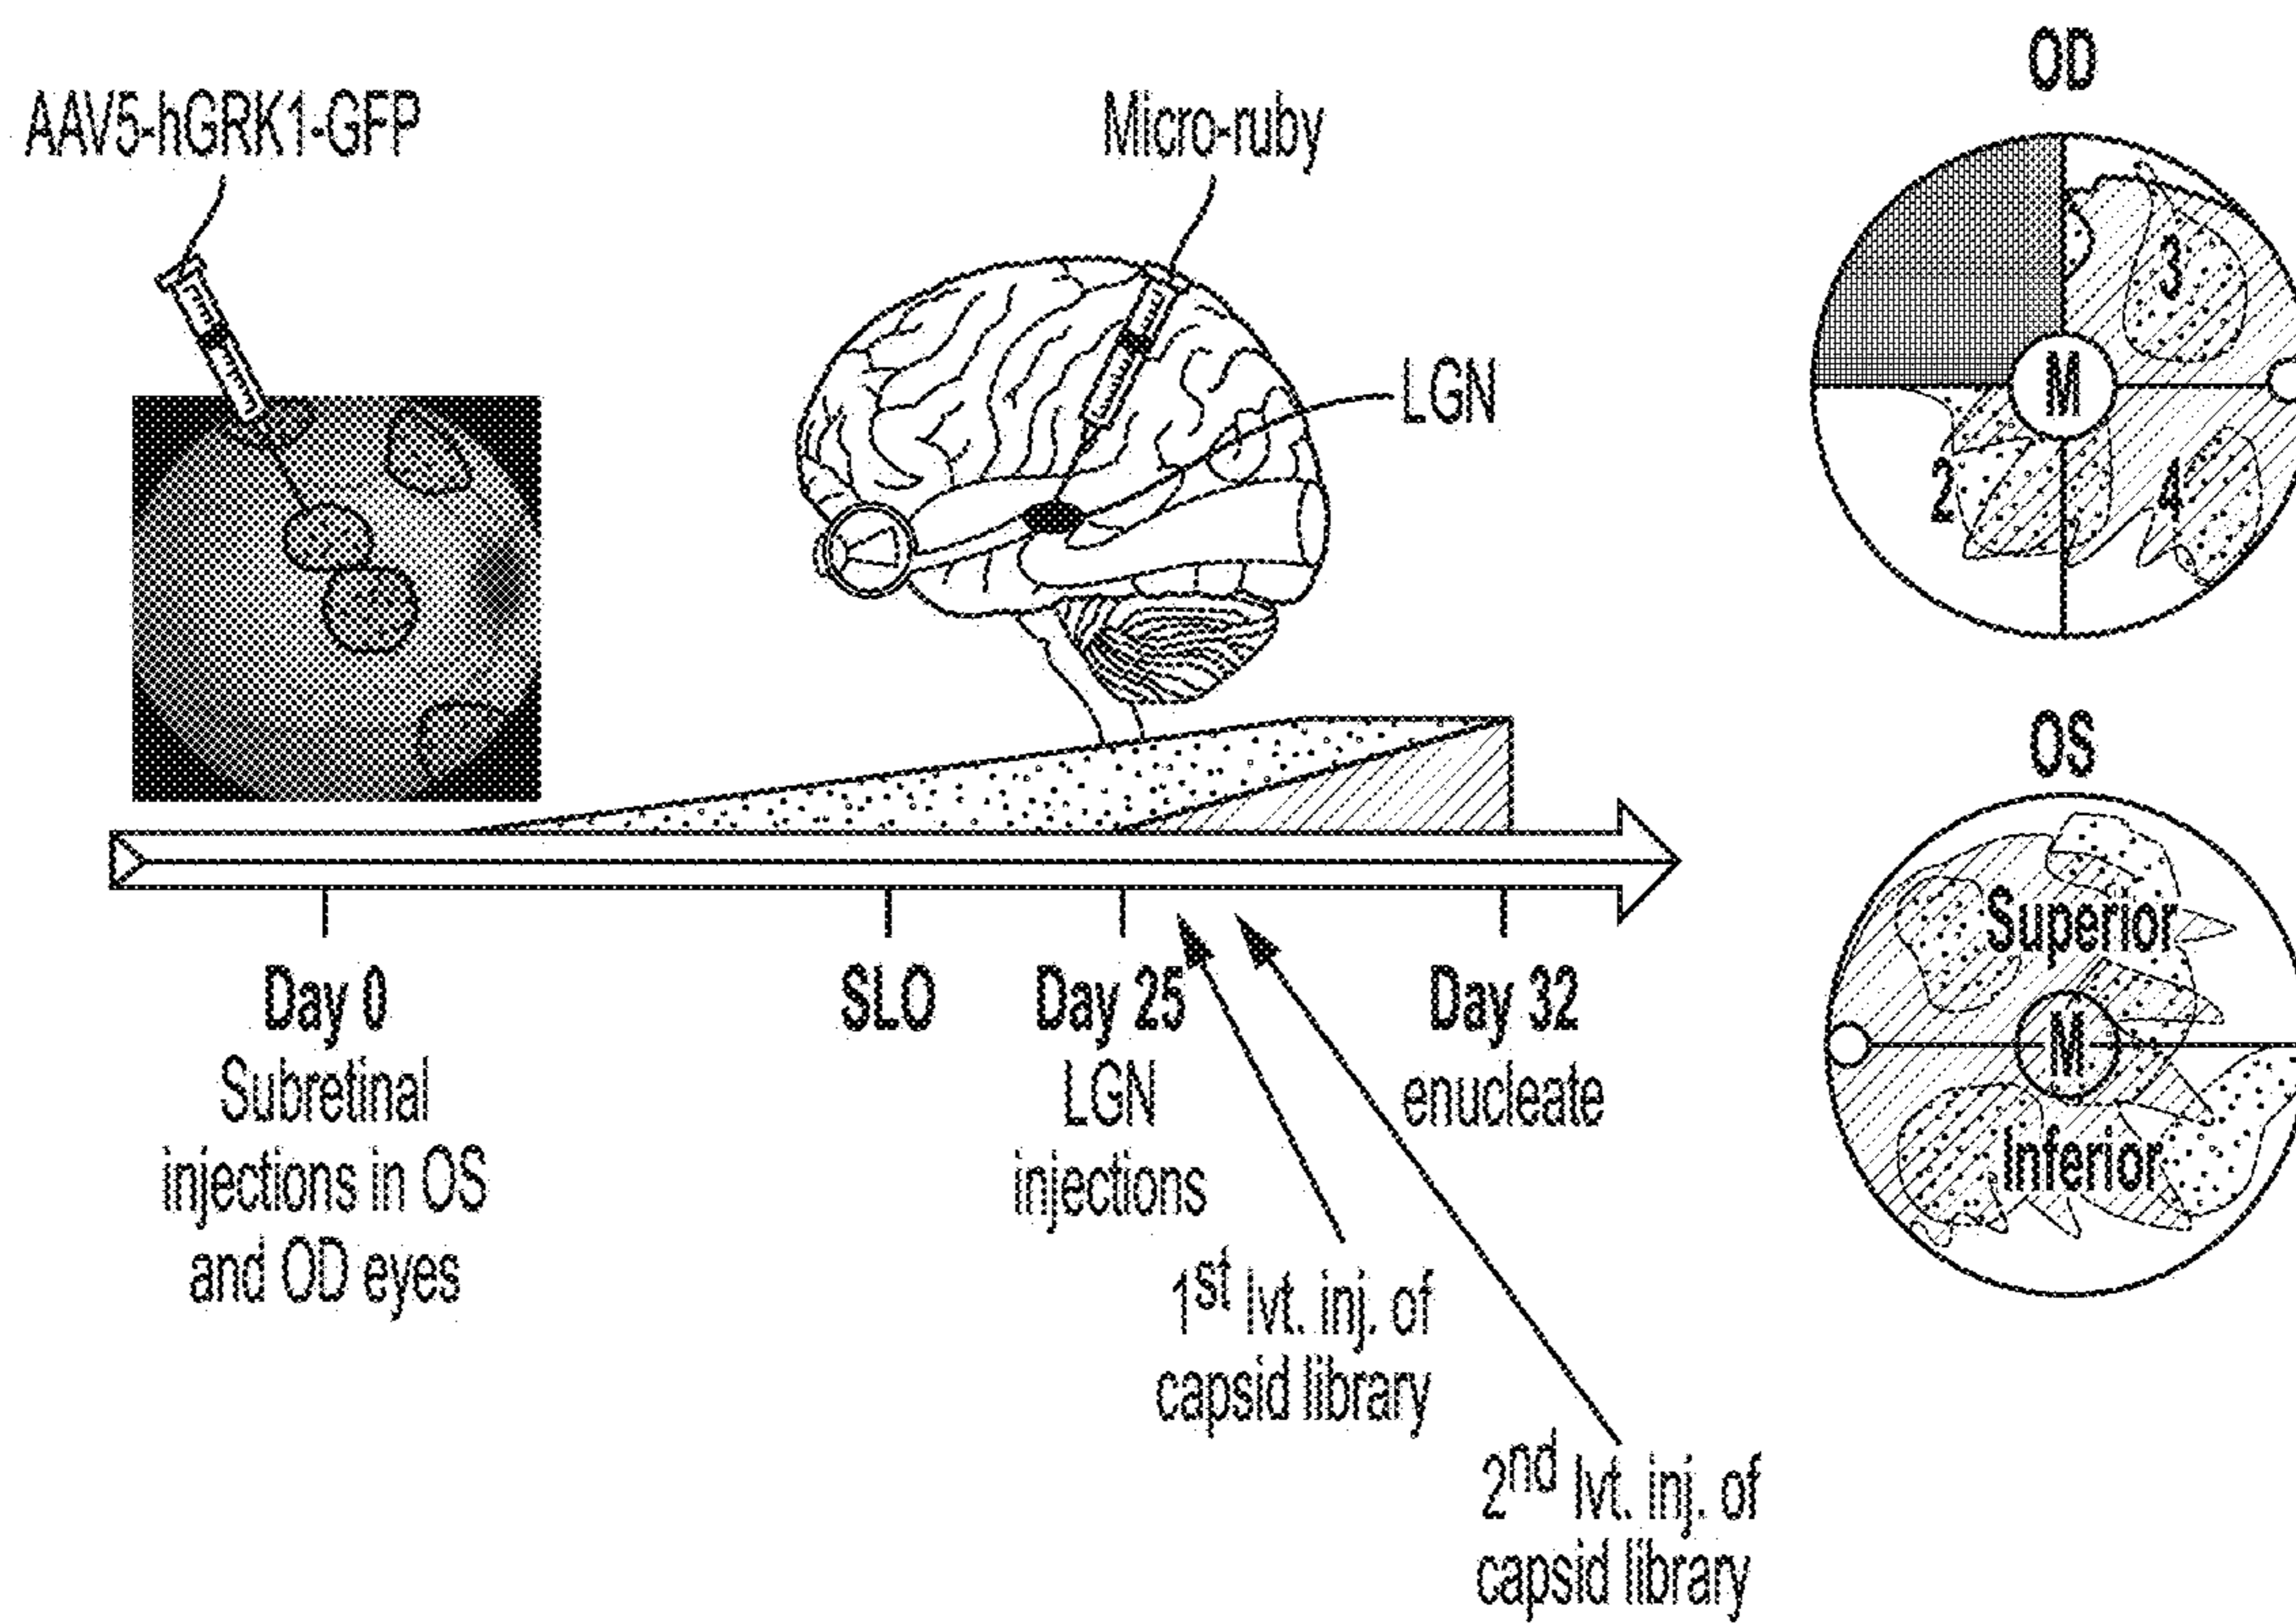 AAV5-hGRK1-GFP
Micro-ruby
LGN
OD
3
M
2
4
OS
Superior
M
Inferior
Day 0
Subretinal
injections in OS
and OD eyes
SLO
Day 25
LGN
injections
Day 32
enucleate
1st Ivt. inj. of
capsid library
2nd Ivt. inj. of
capsid library